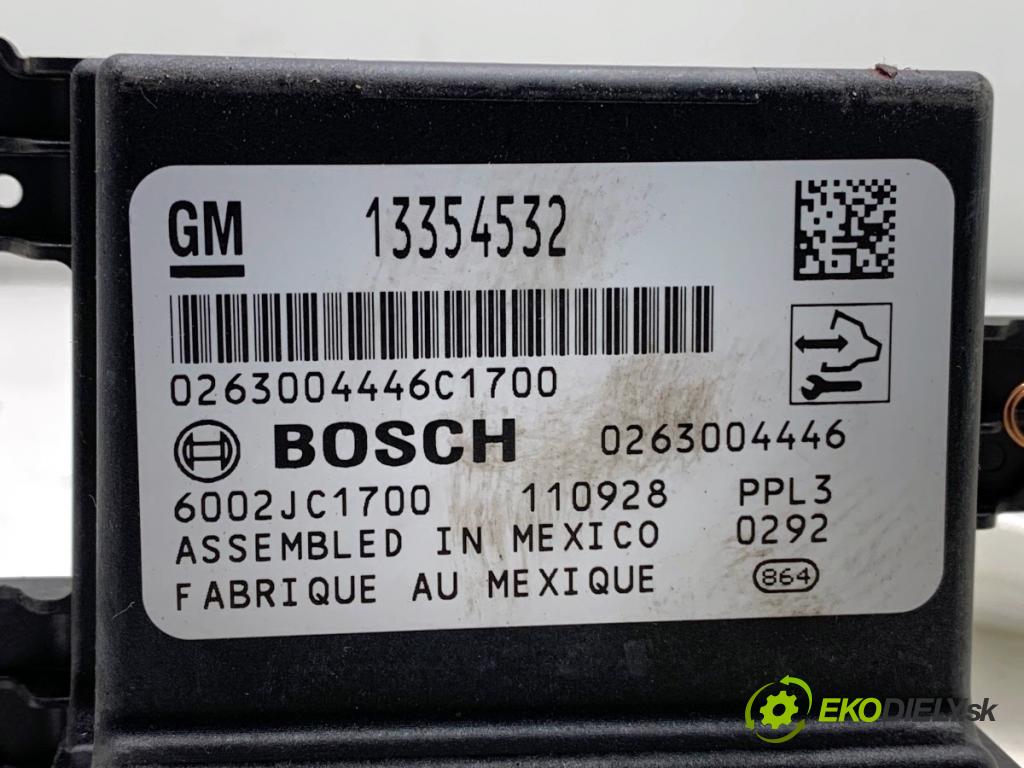 GM 13354532
0263004446C1700
BOSCH 0263004446
6002JC1700 110928 PPL3
ASSEMBLED IN MEXICO 0292
FABRIQUE AU MEXIQUE 864
EKODIELY.sk